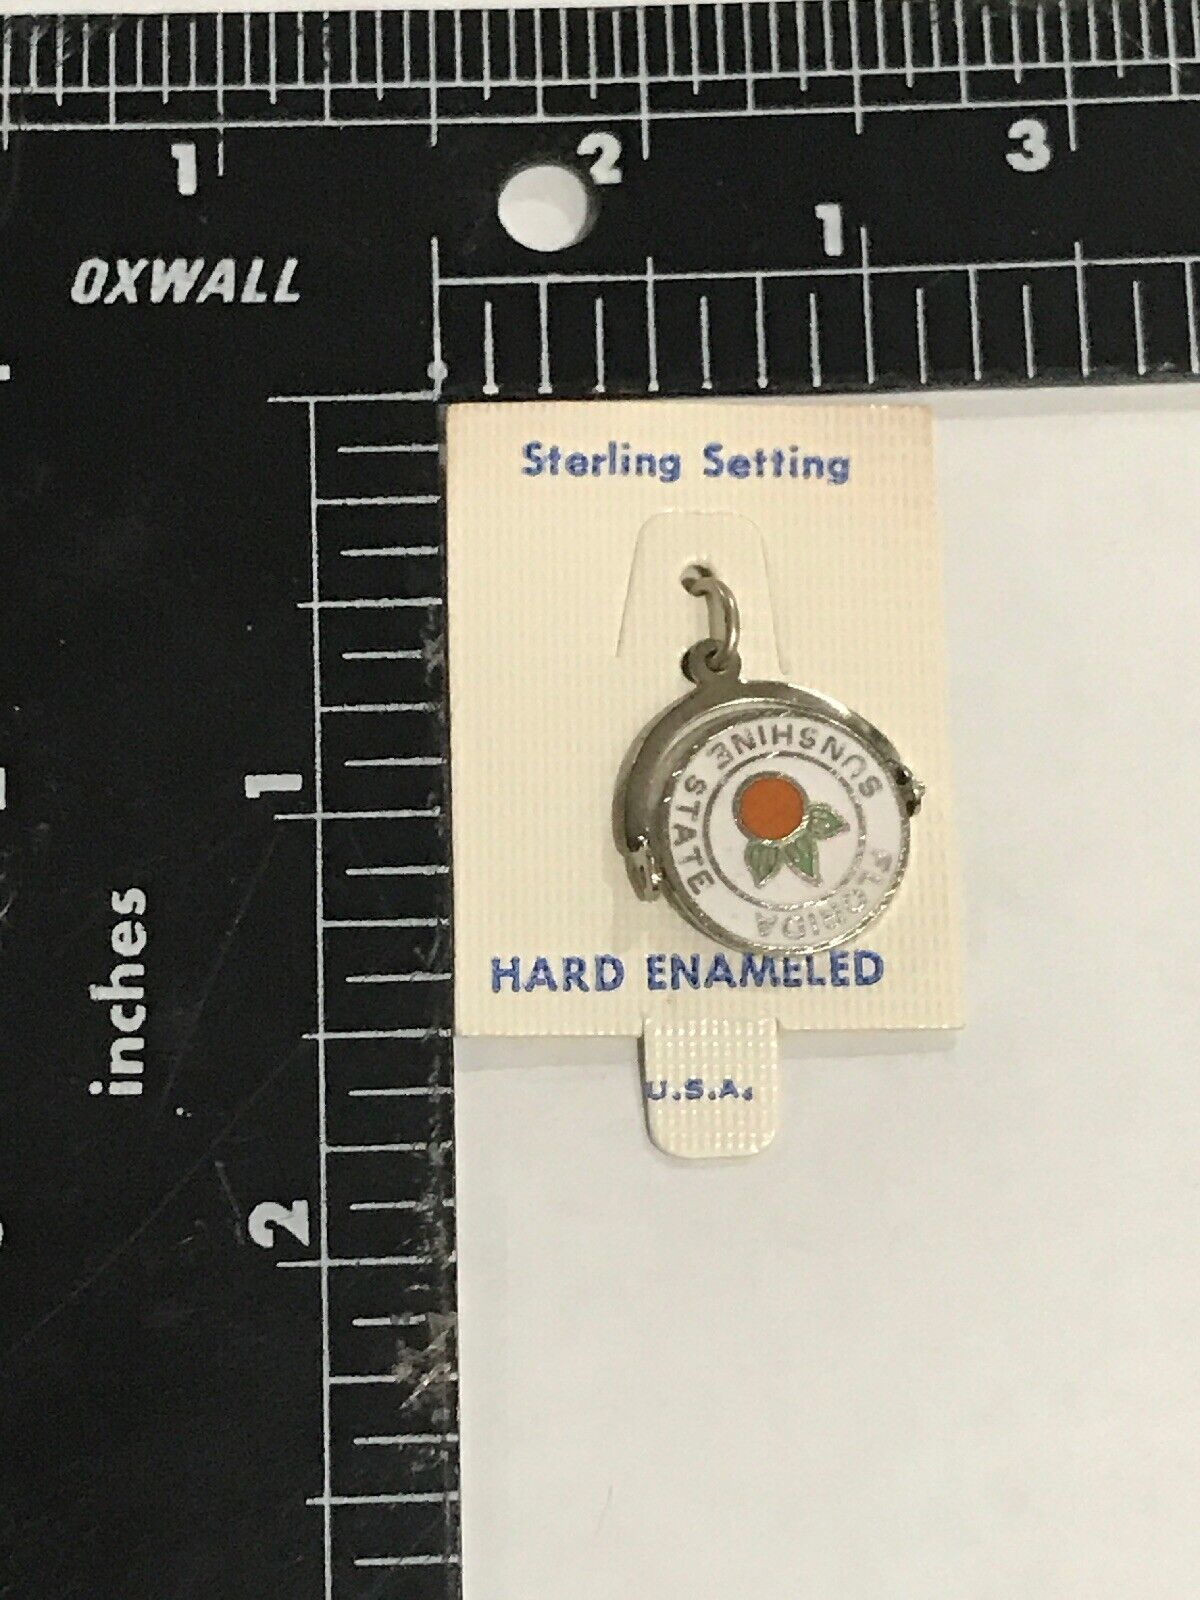 1 2 3
1
OXWALL
Sterling Setting
SUNSHINE STATE
FLORIDA
1
inches
HARD ENAMELED
U.S.A.
2